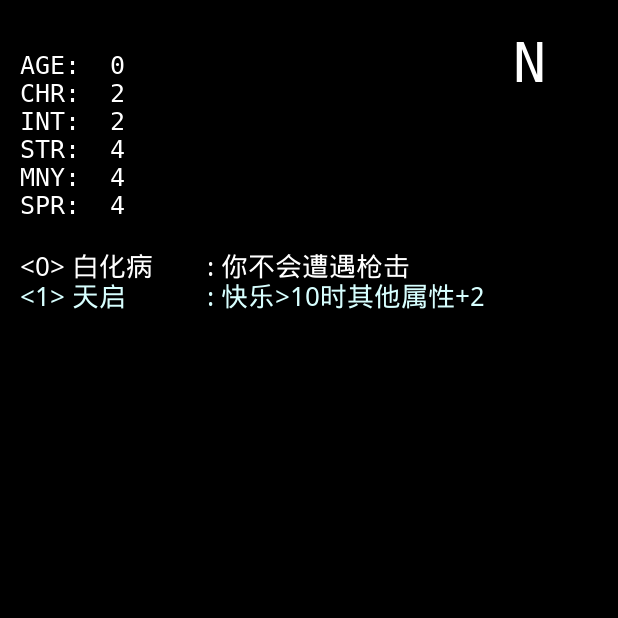 N
AGE: 0
CHR: 2
INT: 2
STR: 4
MNY: 4
SPR: 4
<0> 白化病 : 你不会遭遇枪击
<1> 天启 : 快乐>10时其他属性+2